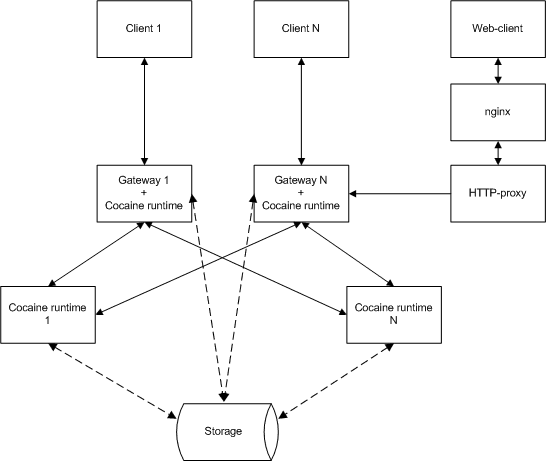 Client 1
Client N
Web-client
nginx
Gateway 1
+
Cocaine runtime
Gateway N
+
Cocaine runtime
HTTP-proxy
Cocaine runtime
1
Cocaine runtime
N
Storage